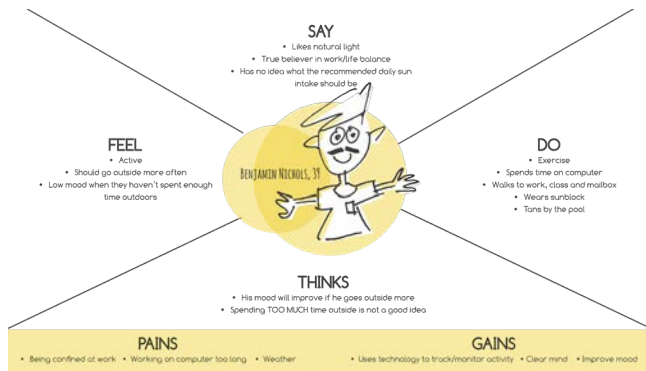 SAY
• Likes natural light
• True believer in work/life balance
• Has no idea what the recommended daily sun
intake should be
FEEL
• Active
• Should go outside more often
• Low mood when they haven't spent enough
time outdoors
BENJAMIN NICHOLS, 39
DO
• Exercise
• Spends time on computer
• Walks to work, class and mailbox
• Wears sunblock
• Tans by the pool
THINKS
• His mood will improve if he goes outside more
• Spending TOO MUCH time outside is not a good idea
PAINS
• Being confined at work • Working on computer too long • Weather
GAINS
• Uses technology to track/monitor activity • Clear mind • Improve mood